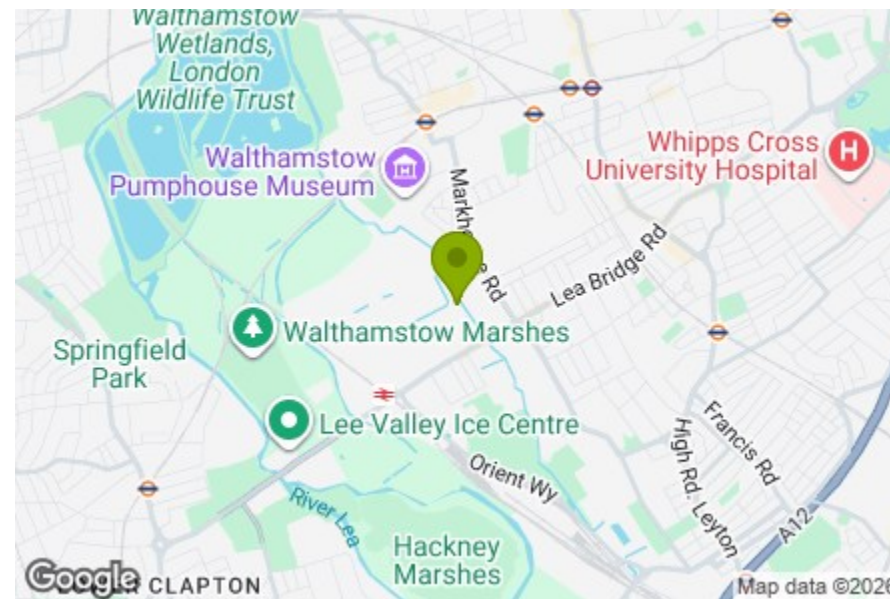 Walthamstow
Wetlands,
London
Wildlife Trust
Walthamstow
Pumphouse Museum
Whipps Cross
University Hospital
H
Lea Bridge Rd
Walthamstow Marshes
Springfield
Park
Lee Valley Ice Centre
Francis Rd
High Rd. Leyton
Orient Wy
A12
River Lea
Hackney
Marshes
Google
CLAPTON
Map data ©2026